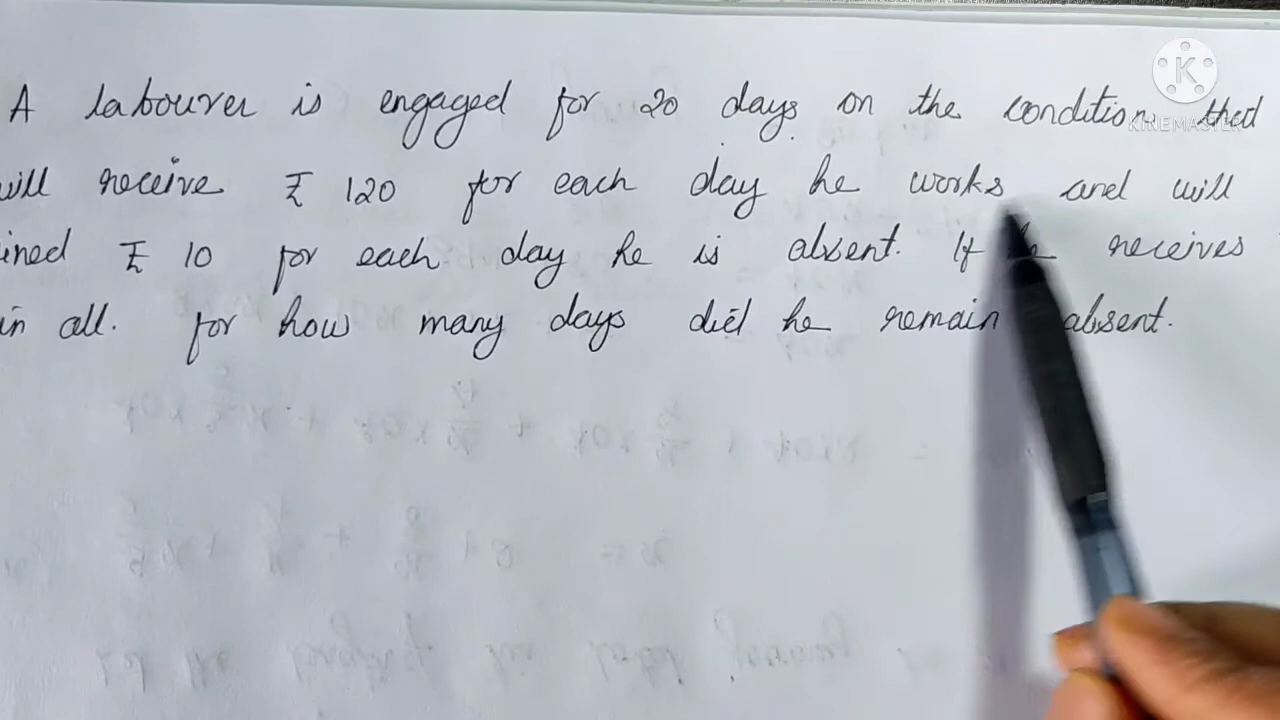 A labourer is engaged for 20 days on the condition that
will receive ₹ 120 for each day he works and will
ined ₹ 10 for each day he is absent. If he receives
in all. for how many days did he remain absent.
KINEMASTER